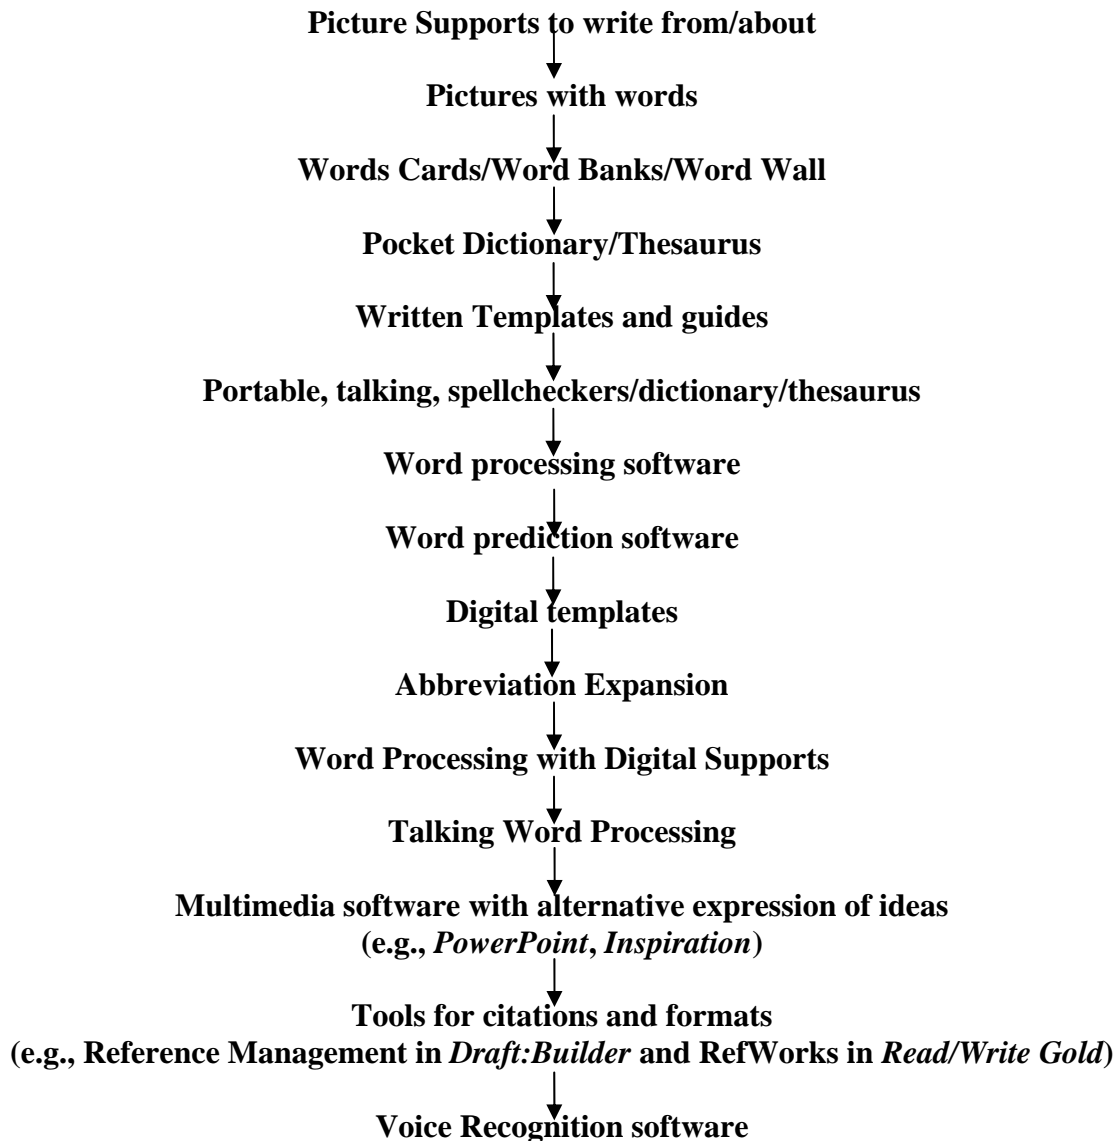 Picture Supports to write from/about
Pictures with words
Words Cards/Word Banks/Word Wall
Pocket Dictionary/Thesaurus
Written Templates and guides
Portable, talking, spellcheckers/dictionary/thesaurus
Word processing software
Word prediction software
Digital templates
Abbreviation Expansion
Word Processing with Digital Supports
Talking Word Processing
Multimedia software with alternative expression of ideas
(e.g., PowerPoint, Inspiration)
Tools for citations and formats
(e.g., Reference Management in Draft:Builder and RefWorks in Read/Write Gold)
Voice Recognition software